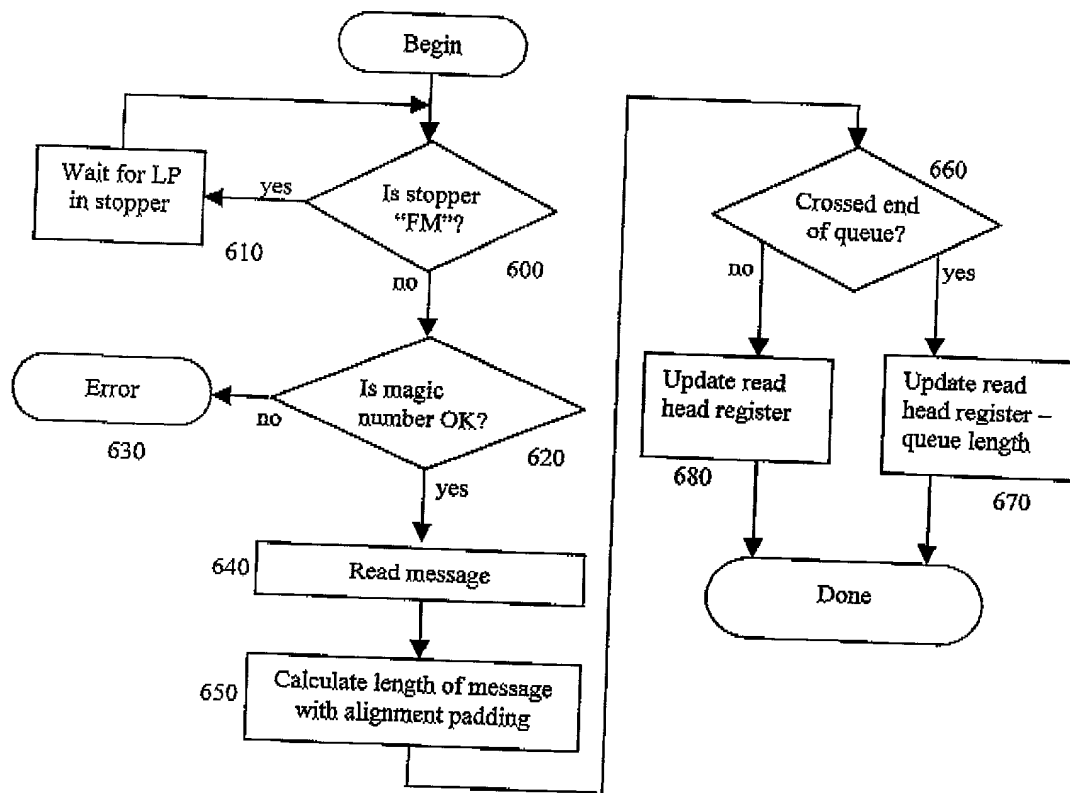 Begin
Wait for LP
in stopper
yes
610
Is stopper
“FM”?
600
no
Is magic
number OK?
620
no
Error
630
yes
640
Read message
650
Calculate length of message
with alignment padding
660
Crossed end
of queue?
no
yes
Update read
head register
680
Update read
head register –
queue length
670
Done